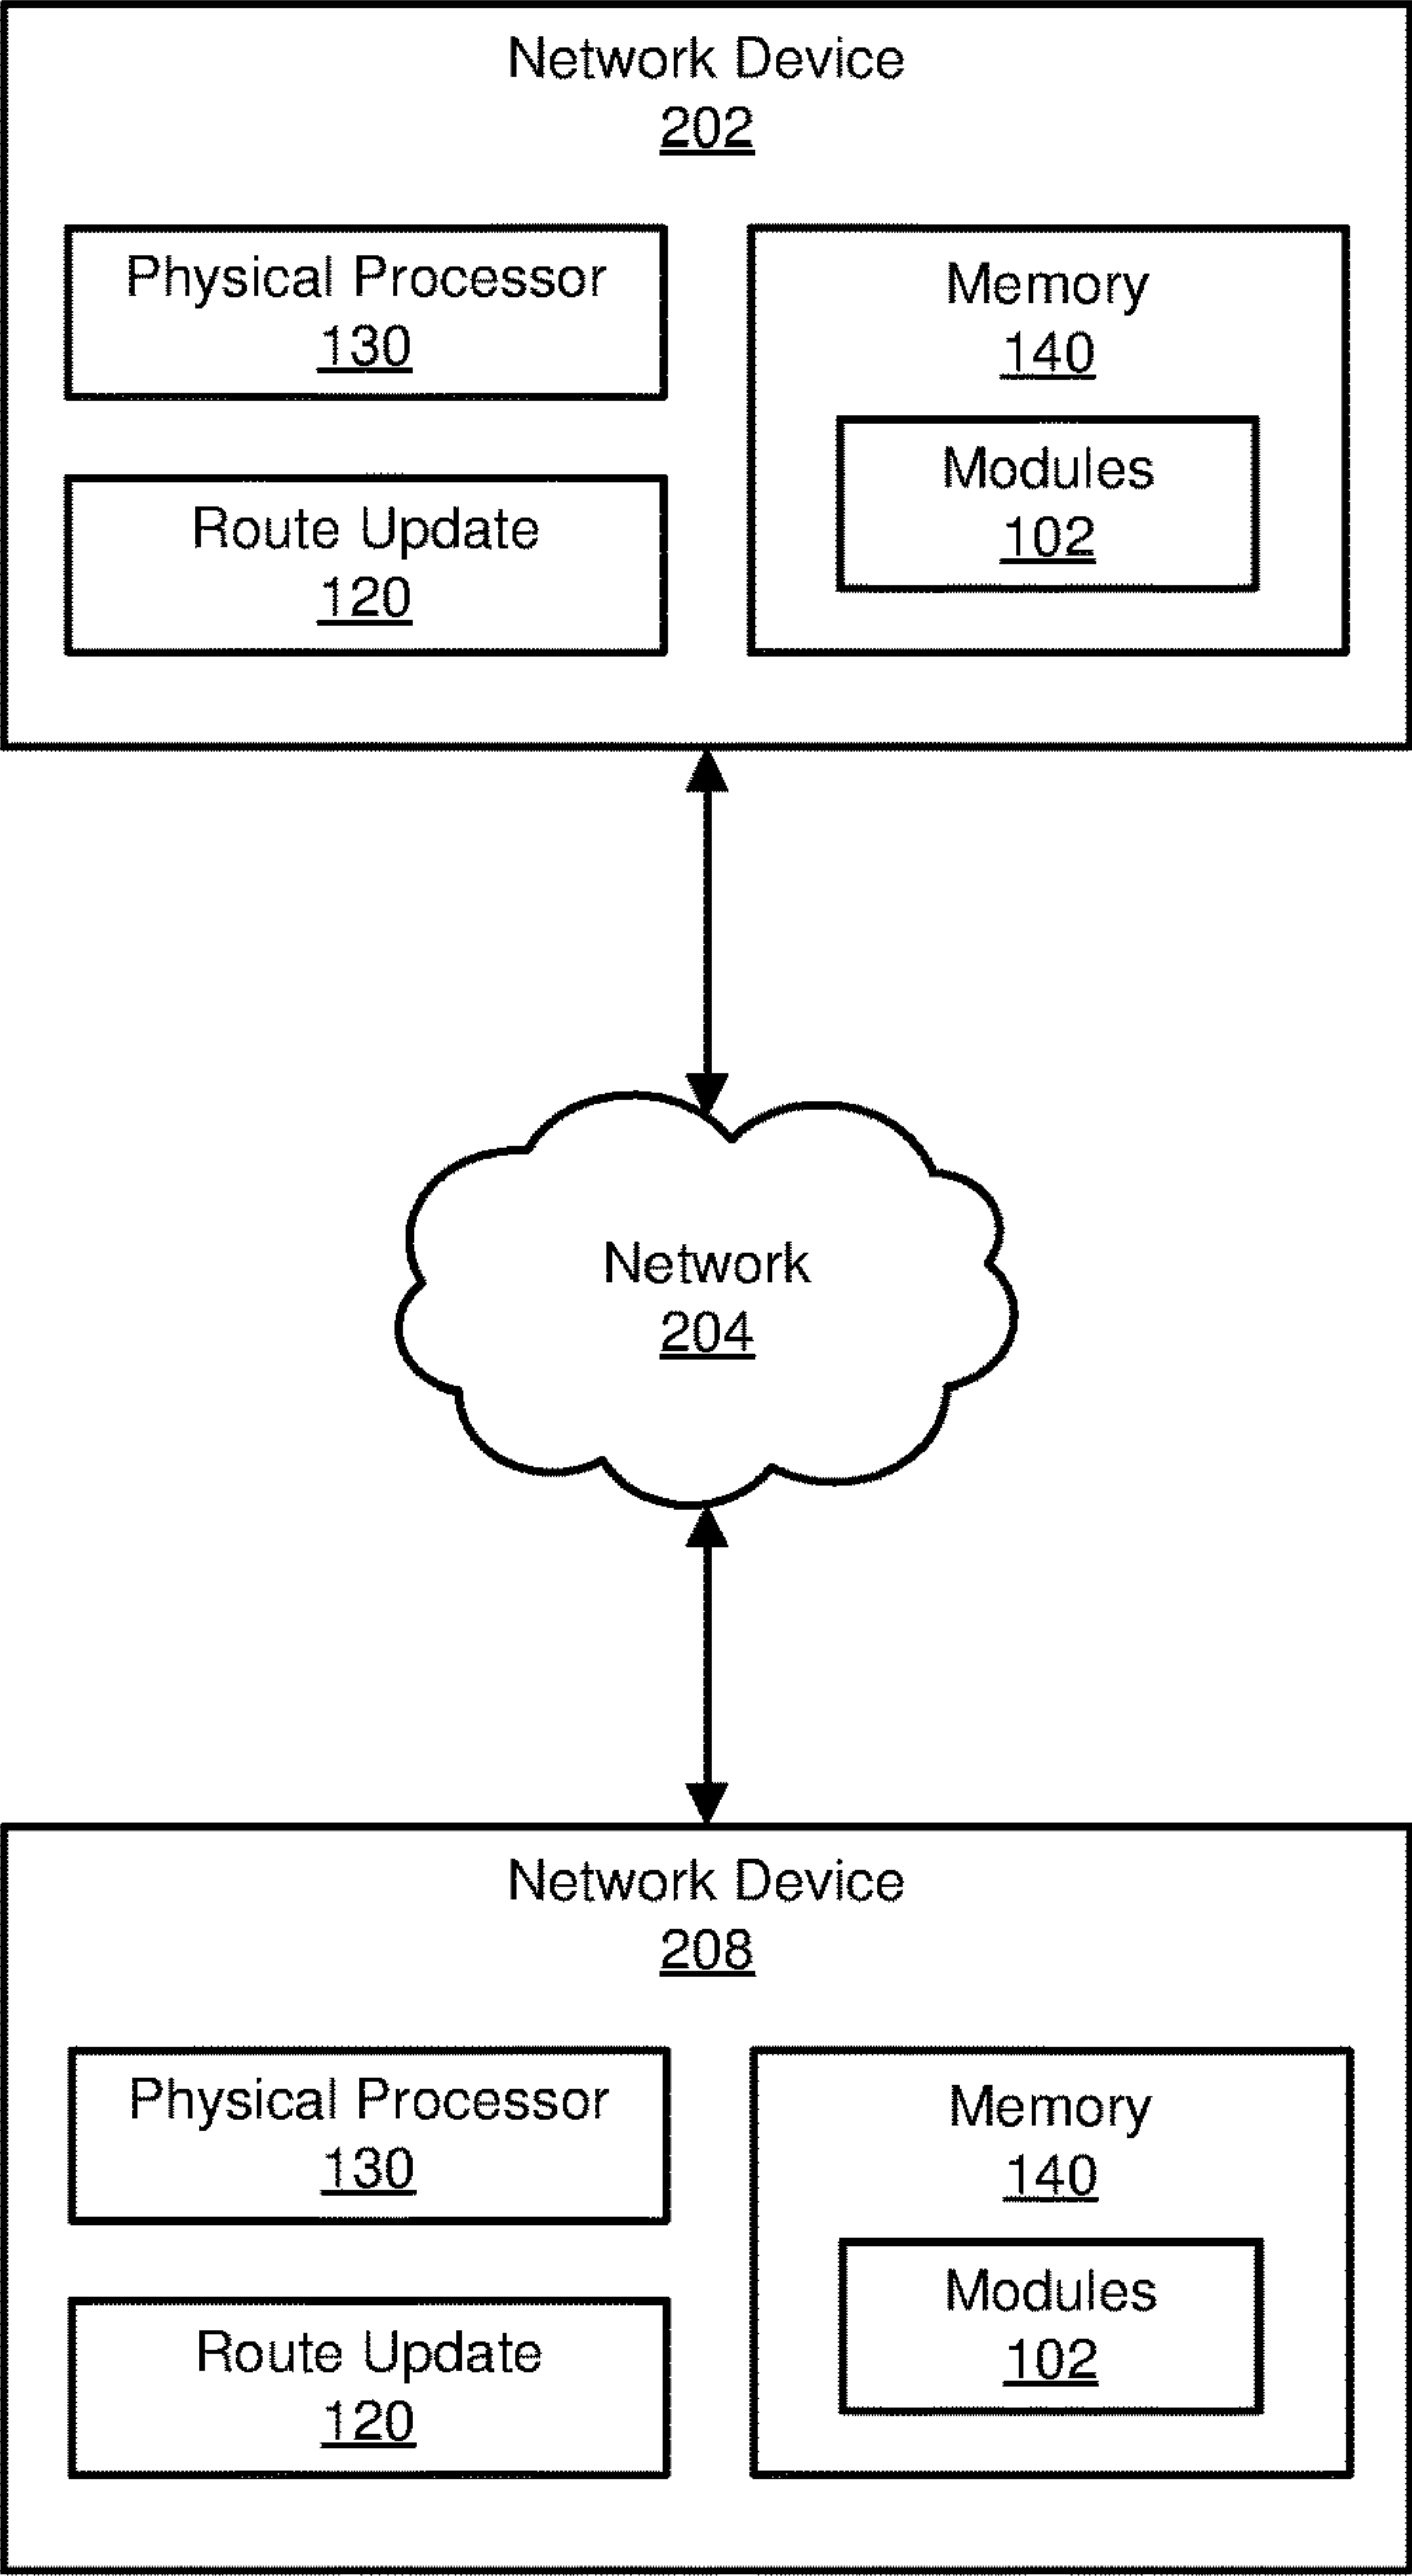 Network Device
202
Physical Processor
130
Route Update
120
Memory
140
Modules
102
Network
204
Network Device
208
Physical Processor
130
Route Update
120
Memory
140
Modules
102